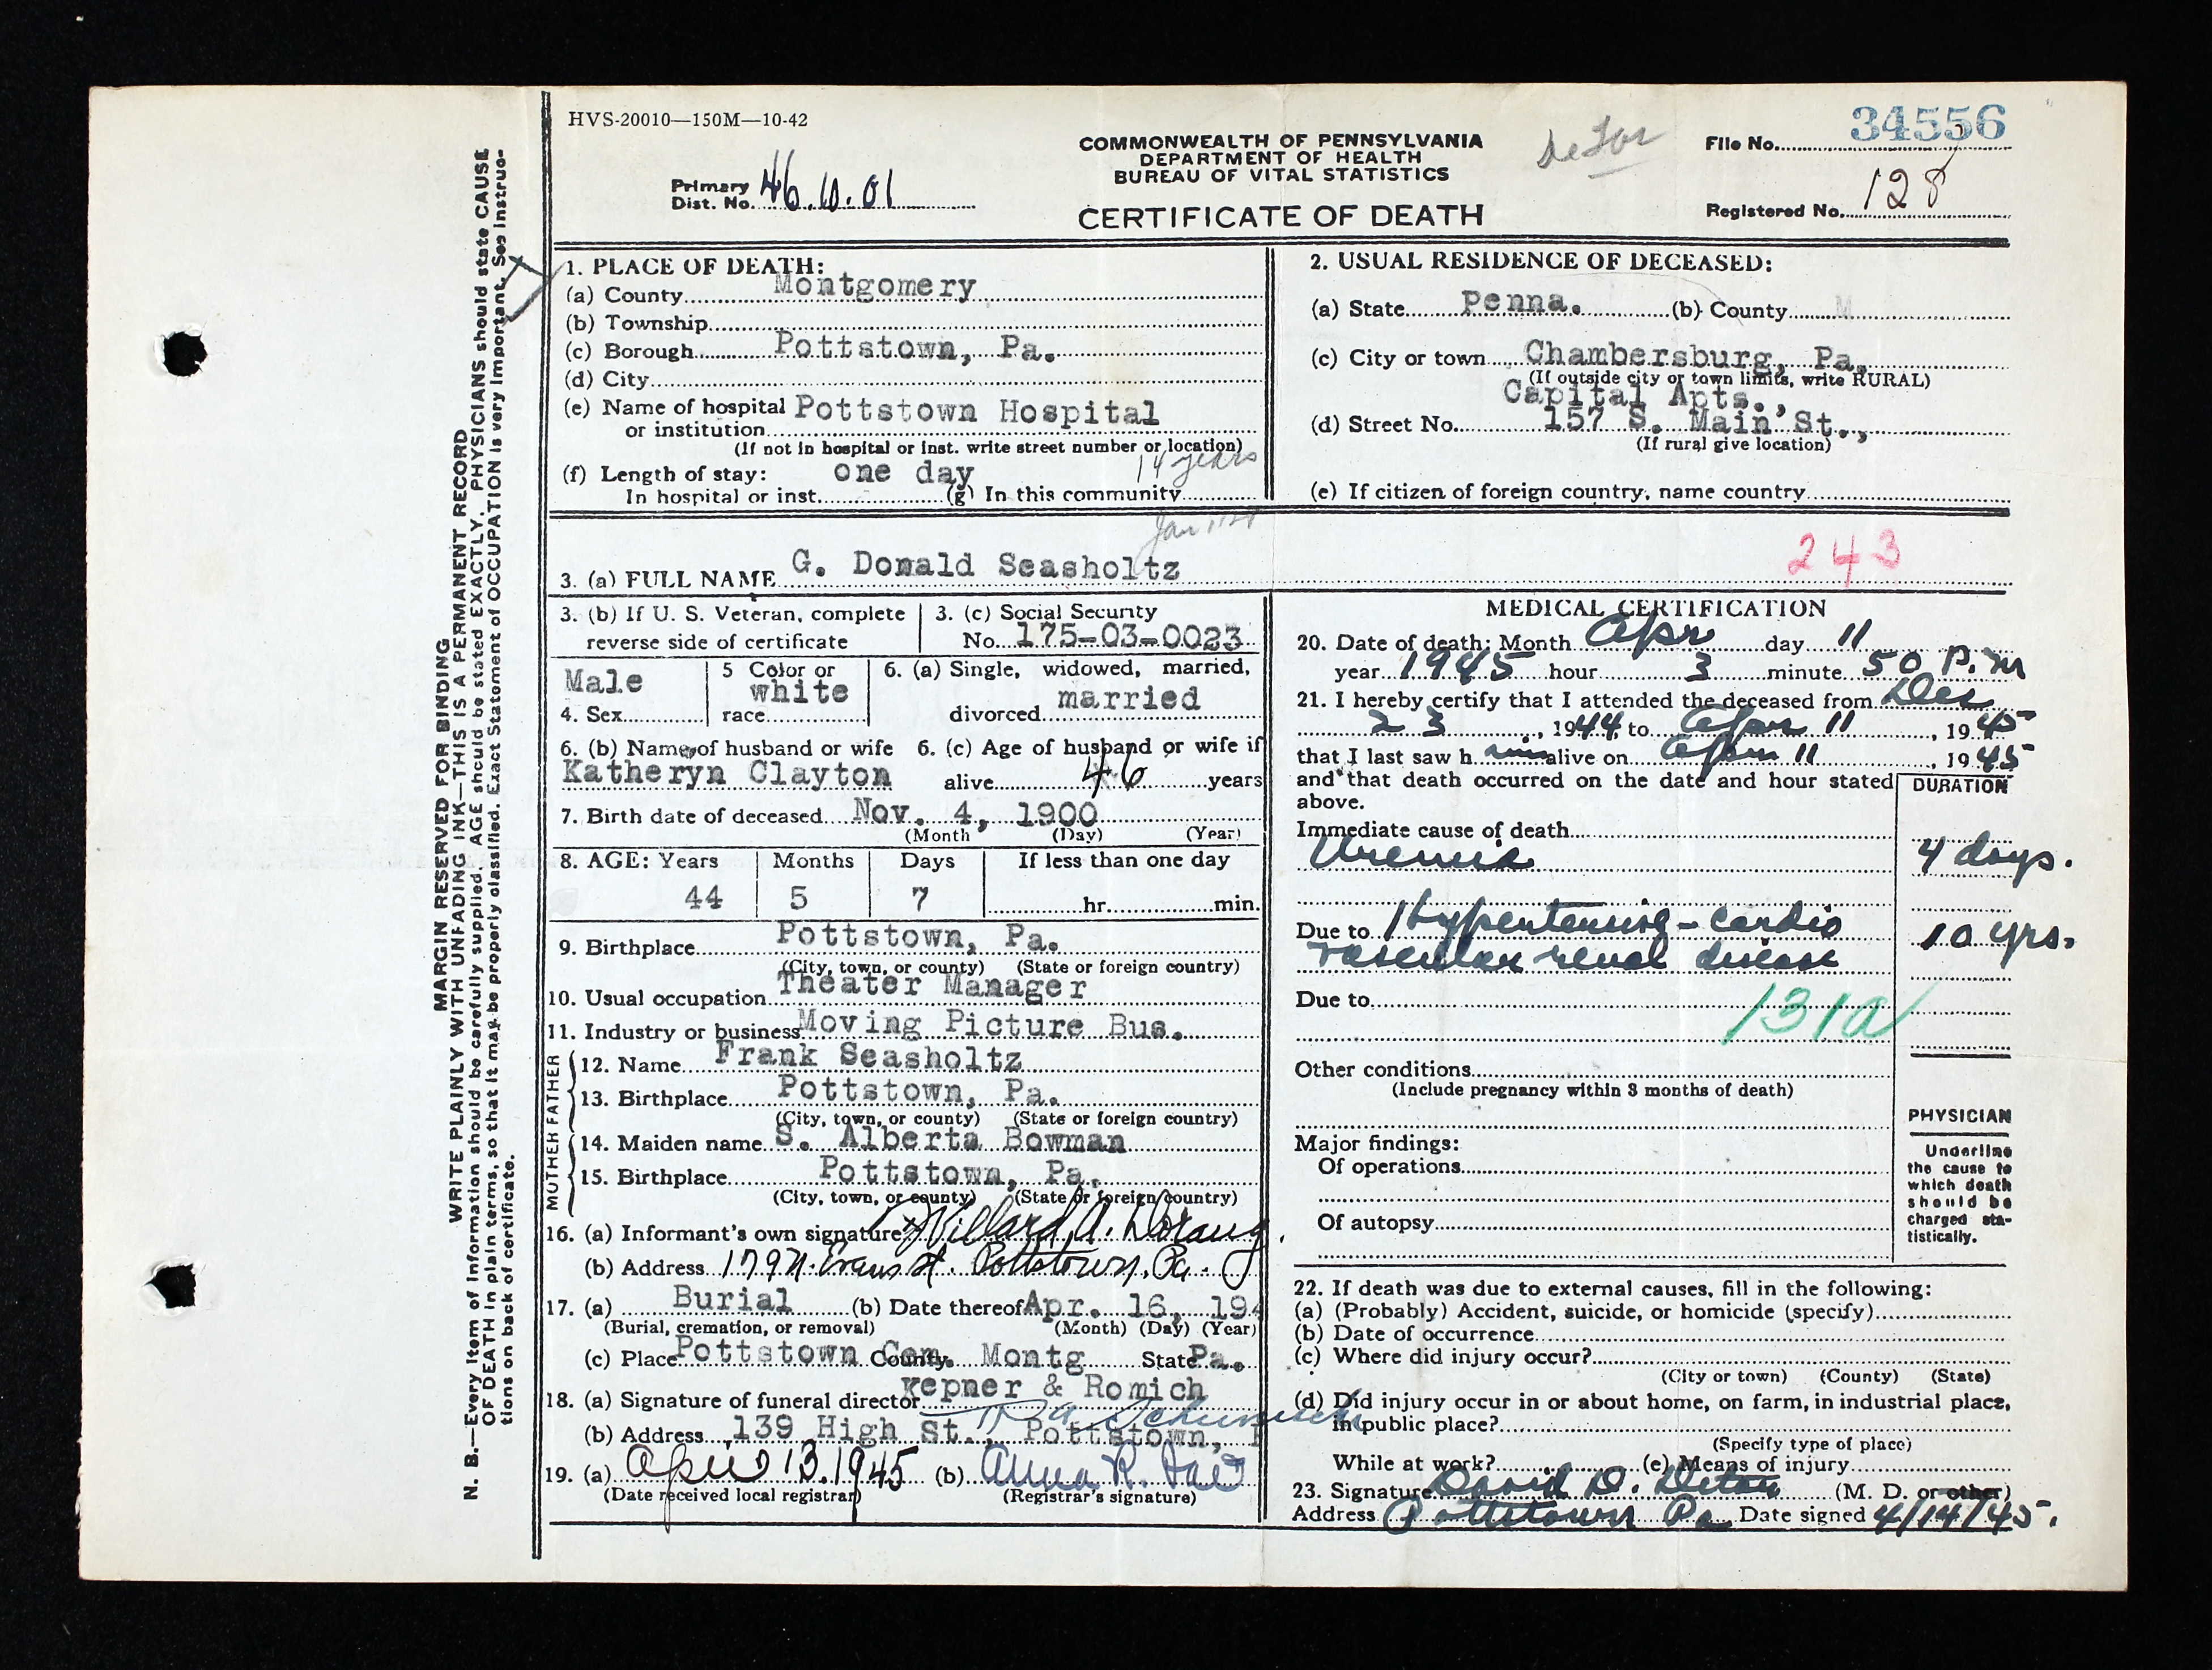 HVS-20010—150M—10-42
COMMONWEALTH OF PENNSYLVANIA
DEPARTMENT OF HEALTH
BUREAU OF VITAL STATISTICS
CERTIFICATE OF DEATH
Primary Dist. No. 46.10.01
File No. 34556
Registered No. 128
MARGIN RESERVED FOR BINDING
WRITE PLAINLY WITH UNFADING INK—THIS IS A PERMANENT RECORD
N. B.—Every item of information should be carefully supplied. AGE should be stated EXACTLY. PHYSICIANS should state CAUSE
OF DEATH in plain terms, so that it may be properly classified. Exact Statement of OCCUPATION is very important. See instruc-
tions on back of certificate.
1. PLACE OF DEATH:
(a) County Montgomery
(b) Township
(c) Borough Pottstown, Pa.
(d) City
(e) Name of hospital Pottstown Hospital
or institution
(If not in hospital or inst. write street number or location)
(f) Length of stay: one day 14 years
In hospital or inst. (g) In this community
2. USUAL RESIDENCE OF DECEASED:
(a) State Penna. (b) County M
(c) City or town Chambersburg, Pa.
(If outside city or town limits, write RURAL)
Capital Apts.,
(d) Street No. 157 S. Main St.,
(If rural give location)
(e) If citizen of foreign country, name country
243
3. (a) FULL NAME G. Donald Seasholtz
3. (b) If U. S. Veteran, complete
reverse side of certificate
3. (c) Social Security
No. 175-03-0023
Male
4. Sex
5 Color or
white
race
6. (a) Single, widowed, married,
married
divorced
6. (b) Name of husband or wife
Katheryn Clayton
6. (c) Age of husband or wife if
alive 46 years
7. Birth date of deceased Nov. 4, 1900
(Month (Day) (Year)
8. AGE: Years Months Days If less than one day
44 5 7 hr. min.
9. Birthplace Pottstown, Pa.
(City, town, or county) (State or foreign country)
10. Usual occupation Theater Manager
11. Industry or business Moving Picture Bus.
FATHER
12. Name Frank Seasholtz
13. Birthplace Pottstown, Pa.
(City, town, or county) (State or foreign country)
MOTHER
14. Maiden name S. Alberta Bowman
15. Birthplace Pottstown, Pa.
(City, town, or county) (State or foreign country)
16. (a) Informant's own signature Willard A.
(b) Address 179 N. Evans St. Pottstown, Pa.
17. (a) Burial (b) Date thereof Apr. 16, 194
(Burial, cremation, or removal) (Month) (Day) (Year)
(c) Place Pottstown Cem. County Montg State Pa.
18. (a) Signature of funeral director Kepner & Romich
(b) Address 139 High St., Pottstown, P
19. (a) April 13. 1945 (b) Anna R.
(Date received local registrar) (Registrar's signature)
MEDICAL CERTIFICATION
20. Date of death: Month Apr day 11
year 1945 hour 3 minute 50 P.M
21. I hereby certify that I attended the deceased from Dec
23, 1944 to Apr 11, 1945
that I last saw h im alive on Apr 11, 1945
and that death occurred on the date and hour stated
above.
DURATION
Immediate cause of death
Uremia 4 days.
Due to Hypertensive-cardio 10 yrs.
vascular renal disease
Due to
131a
Other conditions
(Include pregnancy within 3 months of death)
Major findings:
Of operations
Of autopsy
PHYSICIAN
Underline
the cause to
which death
should be
charged sta-
tistically.
22. If death was due to external causes, fill in the following:
(a) (Probably) Accident, suicide, or homicide (specify)
(b) Date of occurrence
(c) Where did injury occur?
(City or town) (County) (State)
(d) Did injury occur in or about home, on farm, in industrial place,
in public place?
(Specify type of place)
While at work? (e) Means of injury
23. Signature David D. (M. D. or other)
Address Pottstown Pa Date signed 4/14/45.